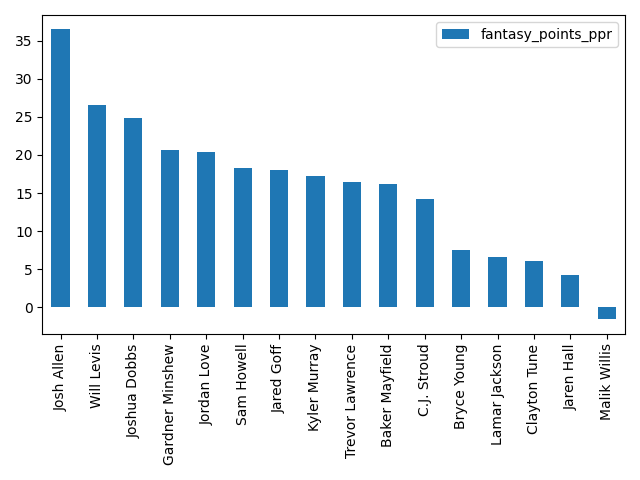 fantasy_points_ppr
35
30
25
20
15
10
5
0
Josh Allen
Will Levis
Joshua Dobbs
Gardner Minshew
Jordan Love
Sam Howell
Jared Goff
Kyler Murray
Trevor Lawrence
Baker Mayfield
C.J. Stroud
Bryce Young
Lamar Jackson
Clayton Tune
Jaren Hall
Malik Willis